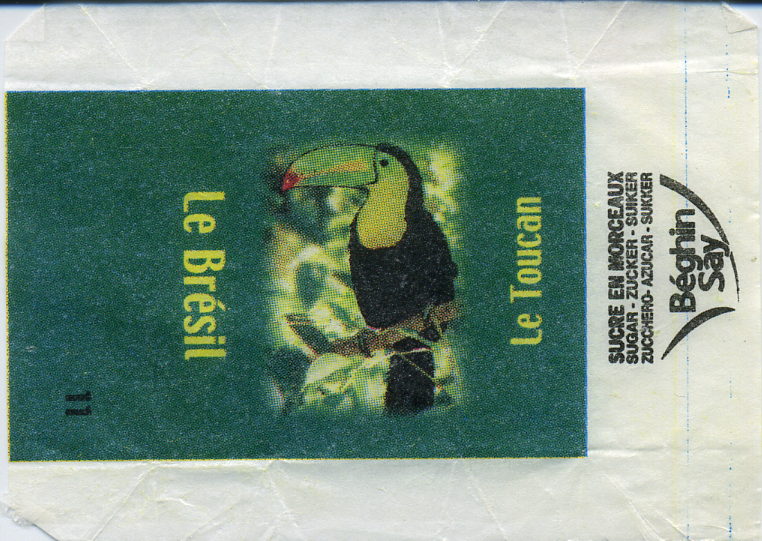 Le Brésil
Le Toucan
11
SUCRE EN MORCEAUX
SUGAR - ZUCKER - SUIKER
ZUCCHERO - AZUCAR - SUKKER
Béghin
Say